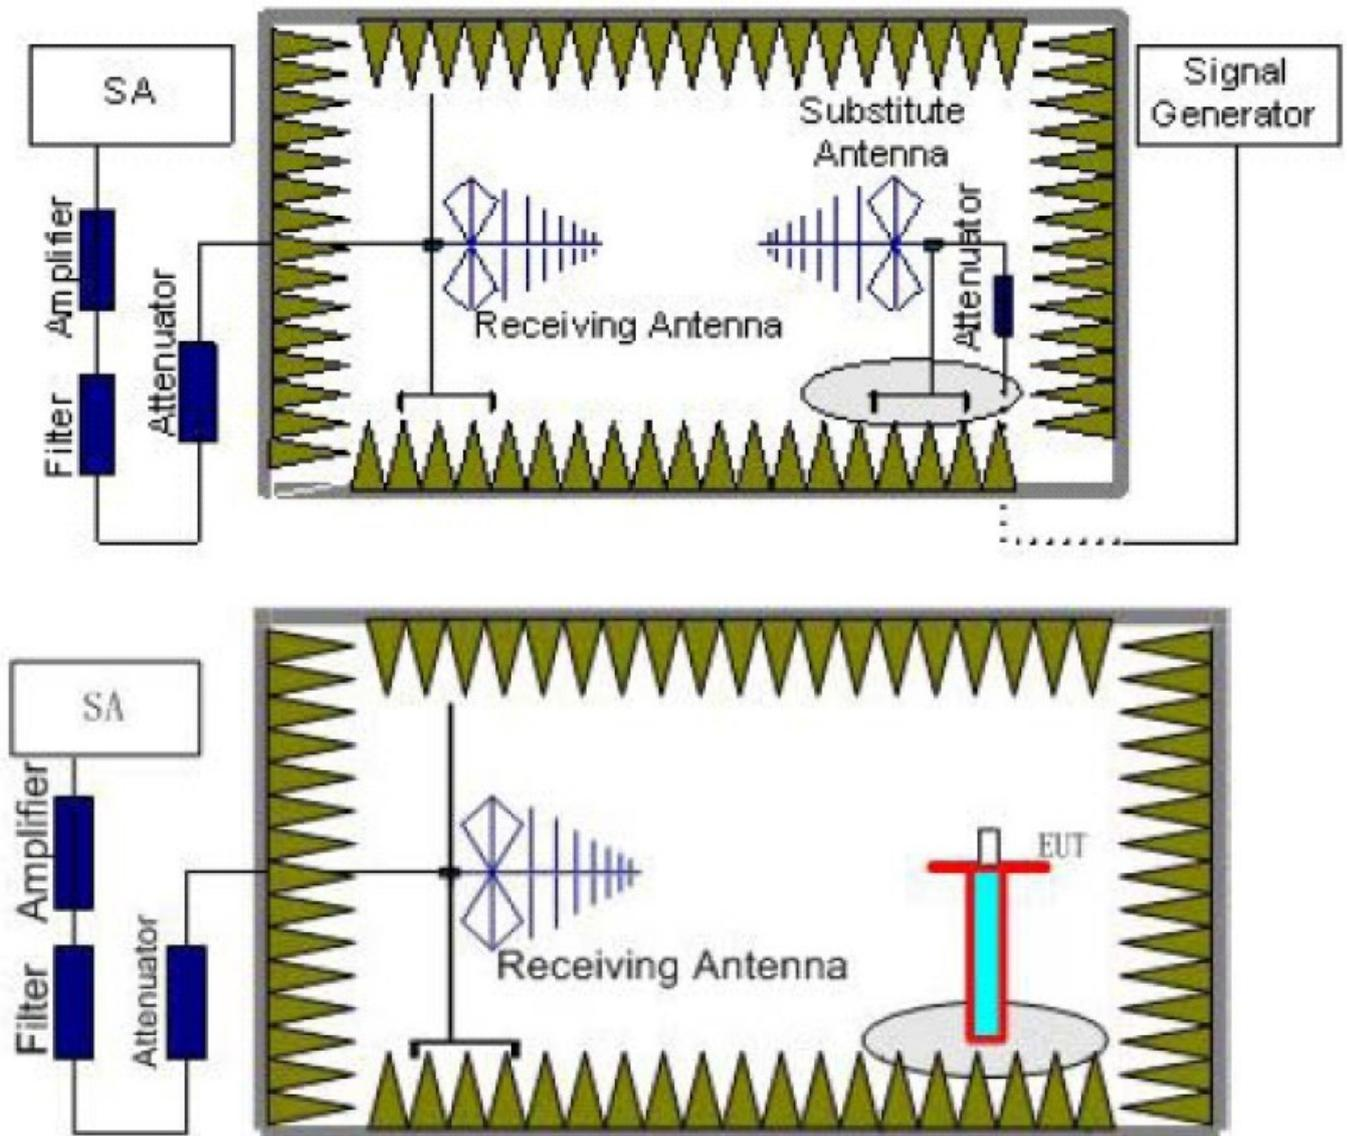 SA
Signal
Generator
Substitute
Antenna
Amplifier
Attenuator
Attenuator
Receiving Antenna
Filter
SA
Amplifier
EUT
Attenuator
Filter
Receiving Antenna